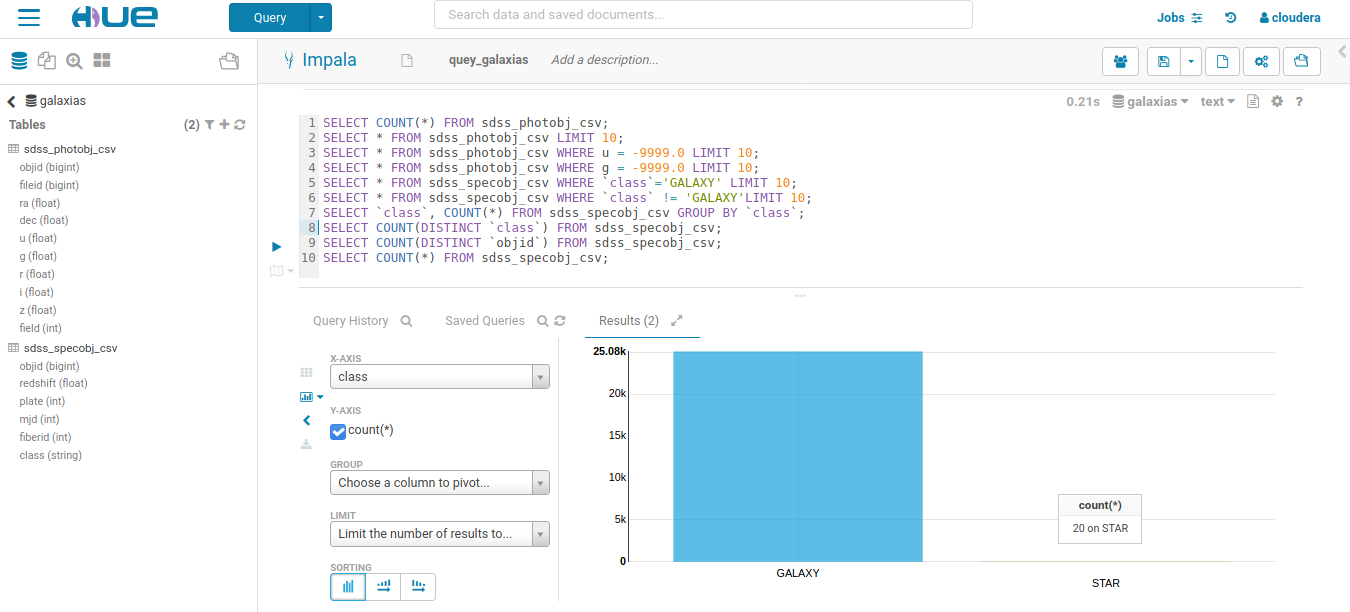 HUE
Query
Search data and saved documents...
Jobs
cloudera
Impala
quey_galaxias
Add a description...
galaxias
Tables
(2)
sdss_photobj_csv
objid (bigint)
fileid (bigint)
ra (float)
dec (float)
u (float)
g (float)
r (float)
i (float)
z (float)
field (int)
sdss_specobj_csv
objid (bigint)
redshift (float)
plate (int)
mjd (int)
fiberid (int)
class (string)
0.21s
galaxias
text
?
1 SELECT COUNT(*) FROM sdss_photobj_csv;
2 SELECT * FROM sdss_photobj_csv LIMIT 10;
3 SELECT * FROM sdss_photobj_csv WHERE u = -9999.0 LIMIT 10;
4 SELECT * FROM sdss_photobj_csv WHERE g = -9999.0 LIMIT 10;
5 SELECT * FROM sdss_specobj_csv WHERE `class`='GALAXY' LIMIT 10;
6 SELECT * FROM sdss_specobj_csv WHERE `class` != 'GALAXY'LIMIT 10;
7 SELECT `class`, COUNT(*) FROM sdss_specobj_csv GROUP BY `class`;
8 SELECT COUNT(DISTINCT `class`) FROM sdss_specobj_csv;
9 SELECT COUNT(DISTINCT `objid`) FROM sdss_specobj_csv;
10 SELECT COUNT(*) FROM sdss_specobj_csv;
Query History
Saved Queries
Results (2)
X-AXIS
class
Y-AXIS
count(*)
GROUP
Choose a column to pivot...
LIMIT
Limit the number of results to...
SORTING
25.08k
20k
15k
10k
5k
0
count(*)
20 on STAR
GALAXY
STAR